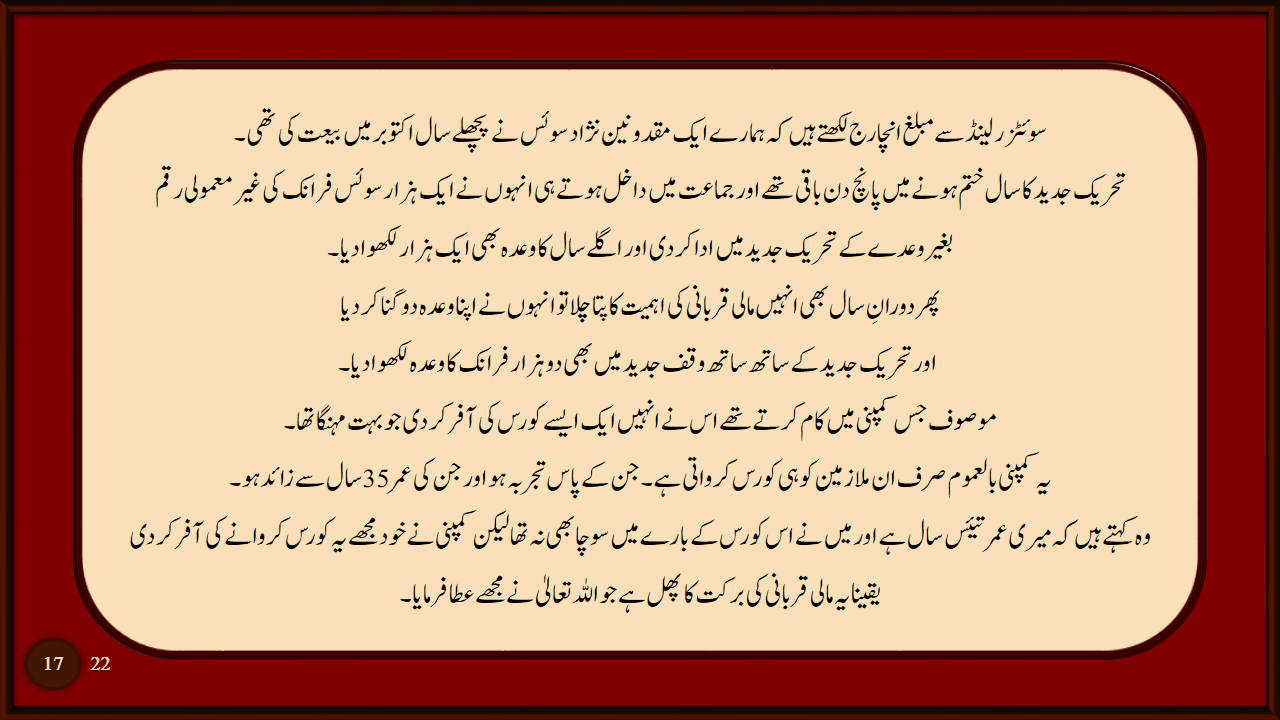 سوئٹزرلینڈ سے مبلغ انچارج لکھتے ہیں کہ ہمارے ایک مقدونین نژاد سوئس نے پچھلے سال اکتوبر میں بیعت کی تھی۔
تحریک جدید کا سال ختم ہونے میں پانچ دن باقی تھے اور جماعت میں داخل ہوتے ہی انہوں نے ایک ہزار سوئس فرانک کی غیر معمولی رقم
بغیر وعدے کے تحریک جدید میں ادا کر دی اور اگلے سال کا وعدہ بھی ایک ہزار لکھوا دیا۔
پھر دورانِ سال بھی انہیں مالی قربانی کی اہمیت کا پتا چلا تو انہوں نے اپنا وعدہ دو گنا کر دیا
اور تحریک جدید کے ساتھ ساتھ وقف جدید میں بھی دو ہزار فرانک کا وعدہ لکھوا دیا۔
موصوف جس کمپنی میں کام کرتے تھے اس نے انہیں ایک ایسے کورس کی آفر کر دی جو بہت مہنگا تھا۔
یہ کمپنی بالعموم صرف ان ملازمین کو ہی کورس کرواتی ہے۔ جن کے پاس تجربہ ہو اور جن کی عمر 35 سال سے زائد ہو۔
وہ کہتے ہیں کہ میری عمر تیئس سال ہے اور میں نے اس کورس کے بارے میں سوچا بھی نہ تھا لیکن کمپنی نے خود مجھے یہ کورس کروانے کی آفر کر دی
یقینا یہ مالی قربانی کی برکت کا پھل ہے جو اللہ تعالیٰ نے مجھے عطا فرمایا۔
17 22